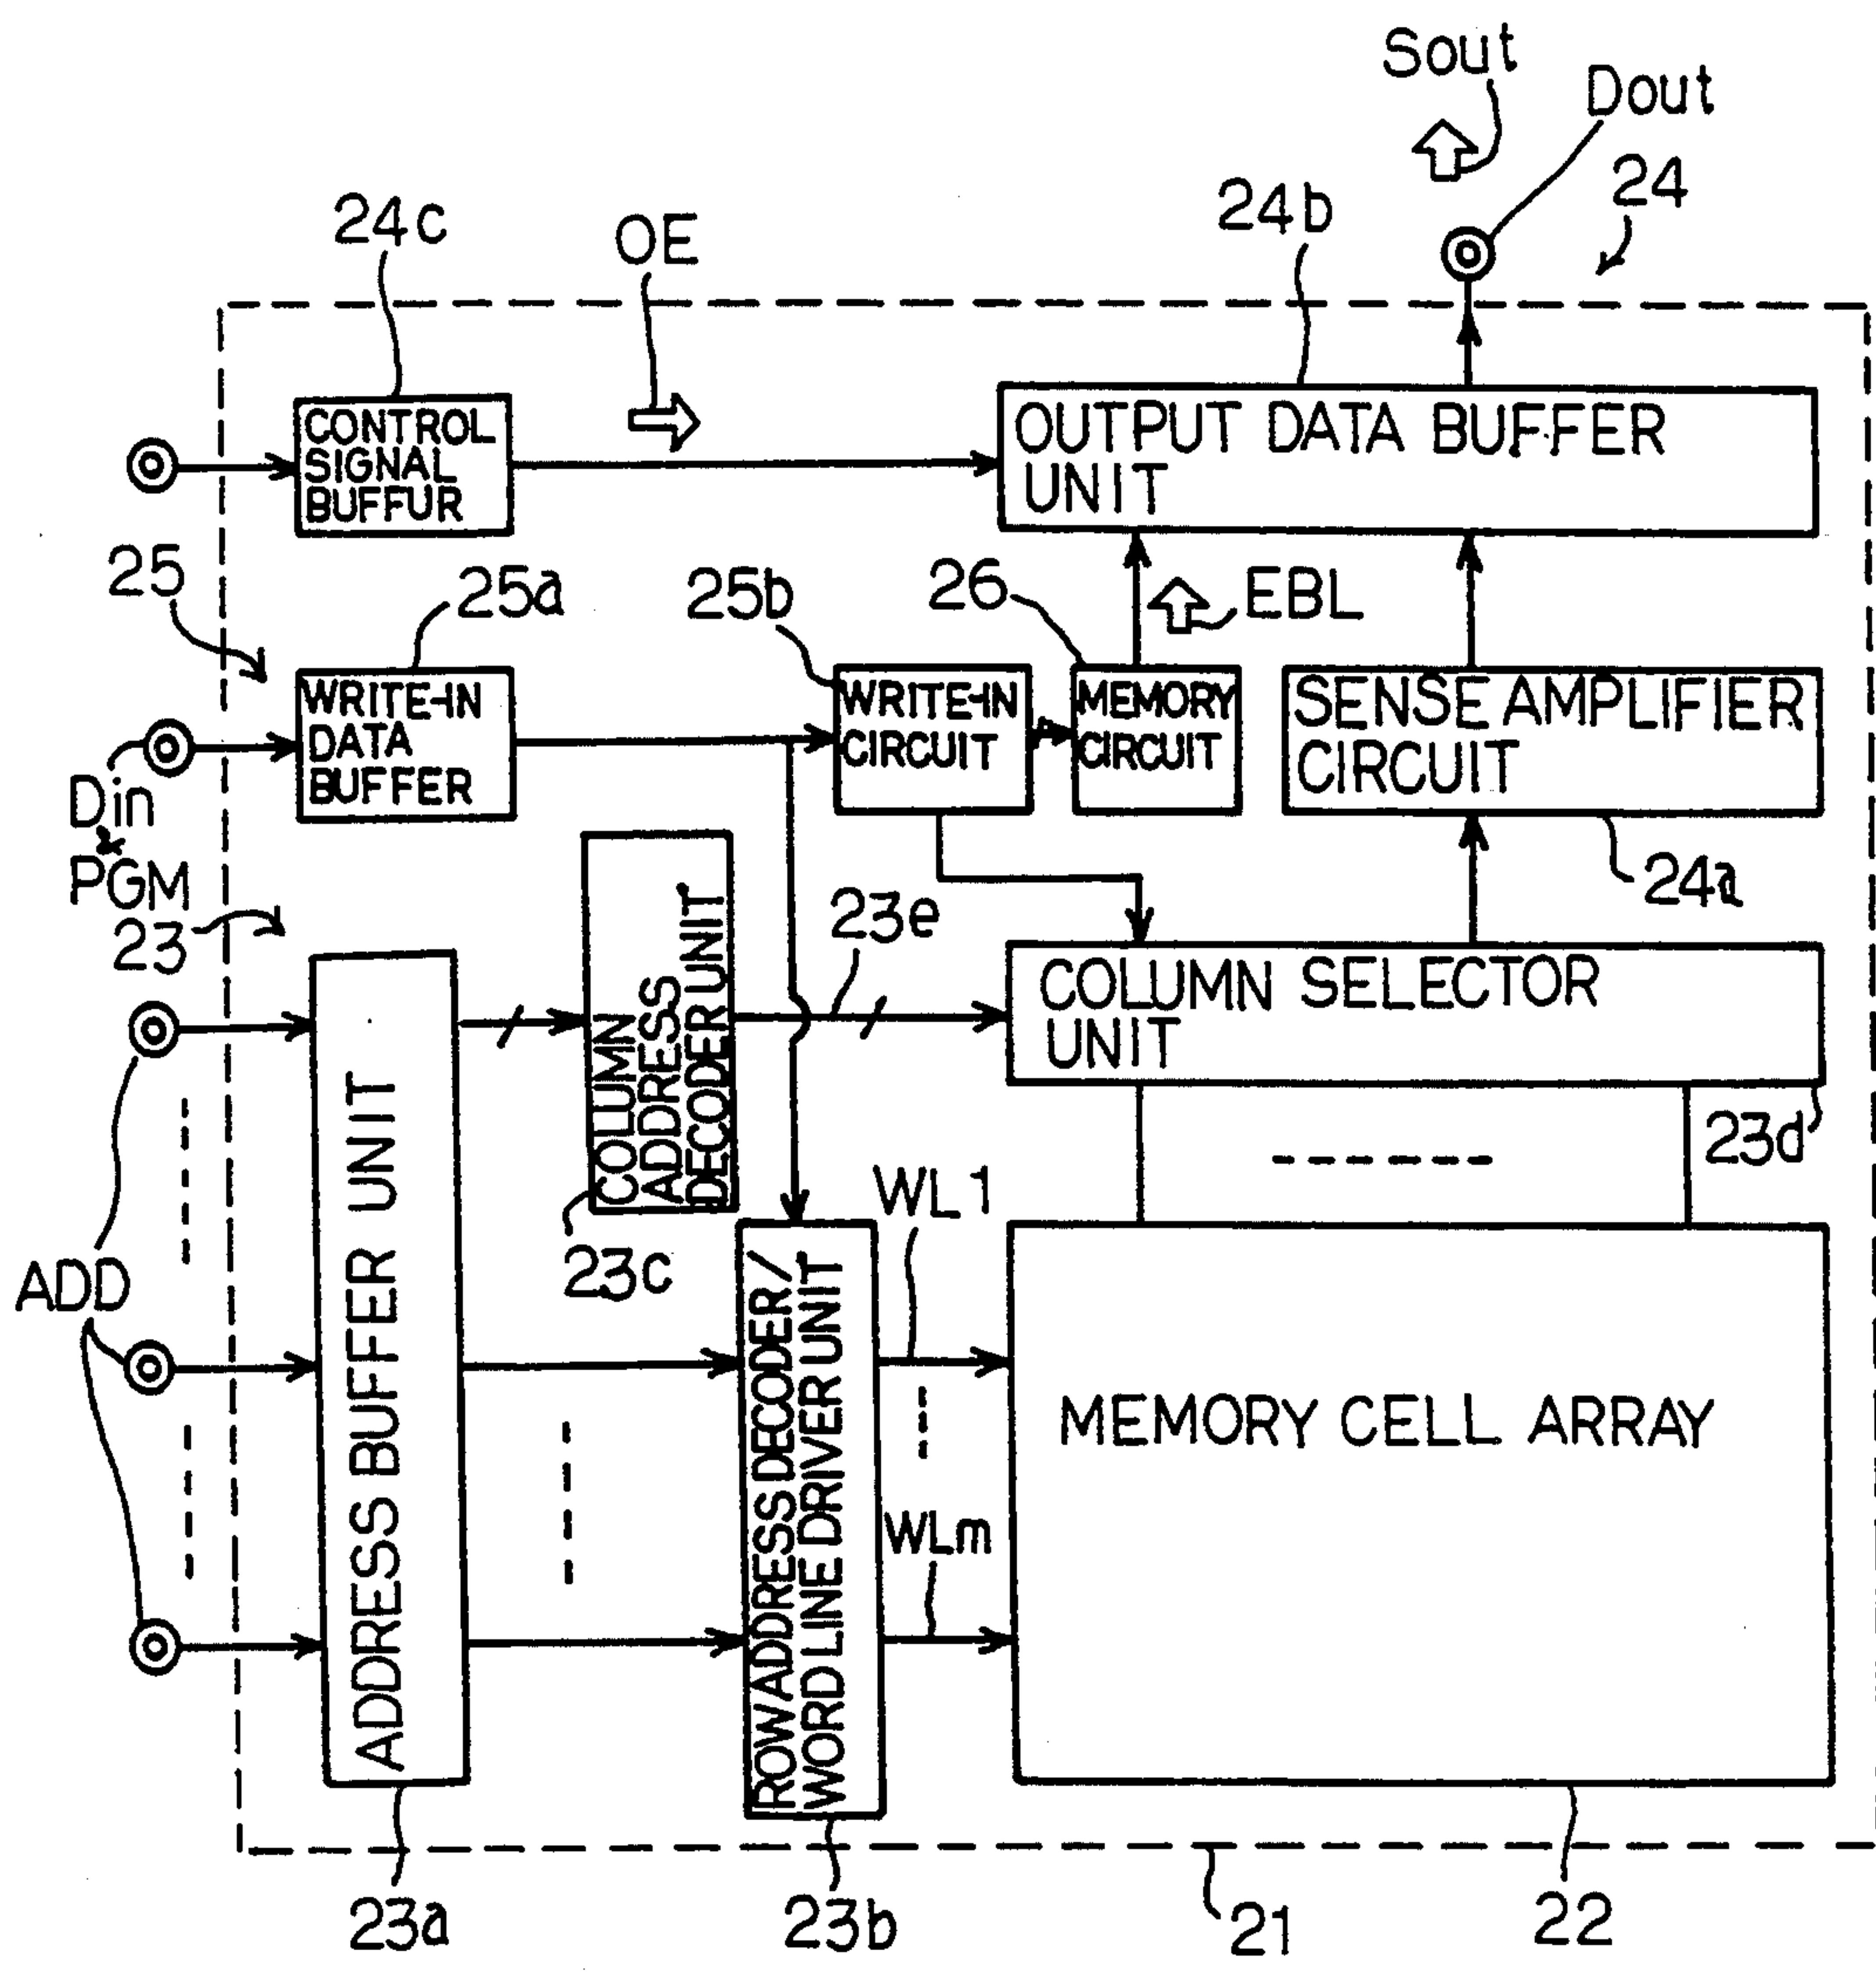 Sout
Dout
24
24c
OE
24b
CONTROL
SIGNAL
BUFFUR
OUTPUT DATA BUFFER
UNIT
25
25a
25b
26
EBL
WRITE-IN
DATA
BUFFER
WRITE-IN
CIRCUIT
MEMORY
CIRCUIT
SENSE AMPLIFIER
CIRCUIT
Din
&
PGM
24a
23
23e
COLUMN
ADDRESS
DECODER UNIT
COLUMN SELECTOR
UNIT
23d
23c
WL1
ADD
ADDRESS BUFFER UNIT
ROW ADDRESS DECODER/
WORD LINE DRIVER UNIT
MEMORY CELL ARRAY
WLm
23a
23b
21
22